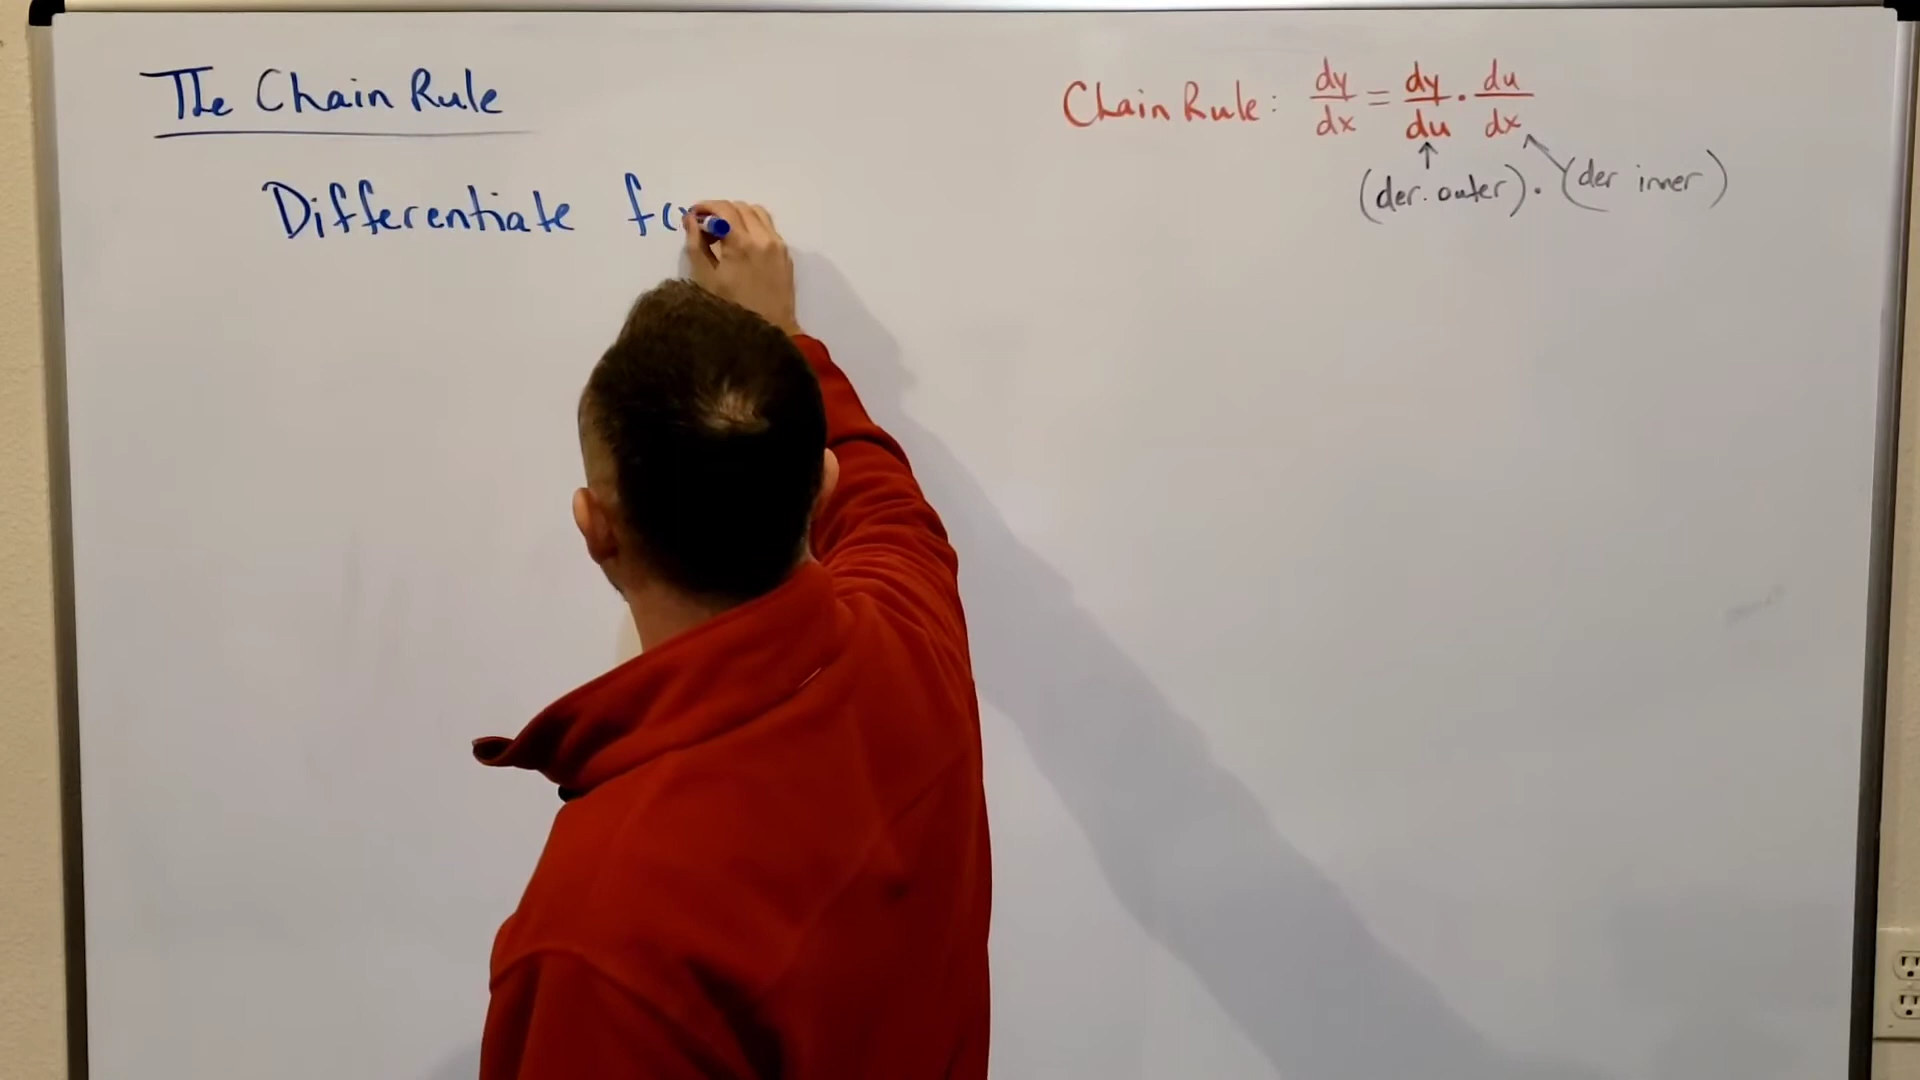 The Chain Rule
Differentiate f(x
Chain Rule: dy/dx = dy/du · du/dx
(der. outer) · (der inner)